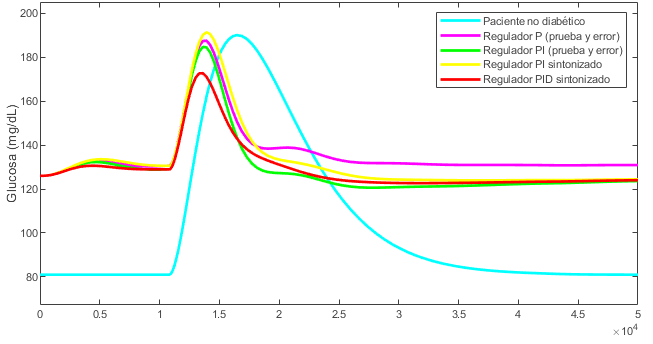 200
180
160
140
120
100
80
Glucosa (mg/dL)
Paciente no diabético
Regulador P (prueba y error)
Regulador PI (prueba y error)
Regulador PI sintonizado
Regulador PID sintonizado
0 0.5 1 1.5 2 2.5 3 3.5 4 4.5 5
×10⁴